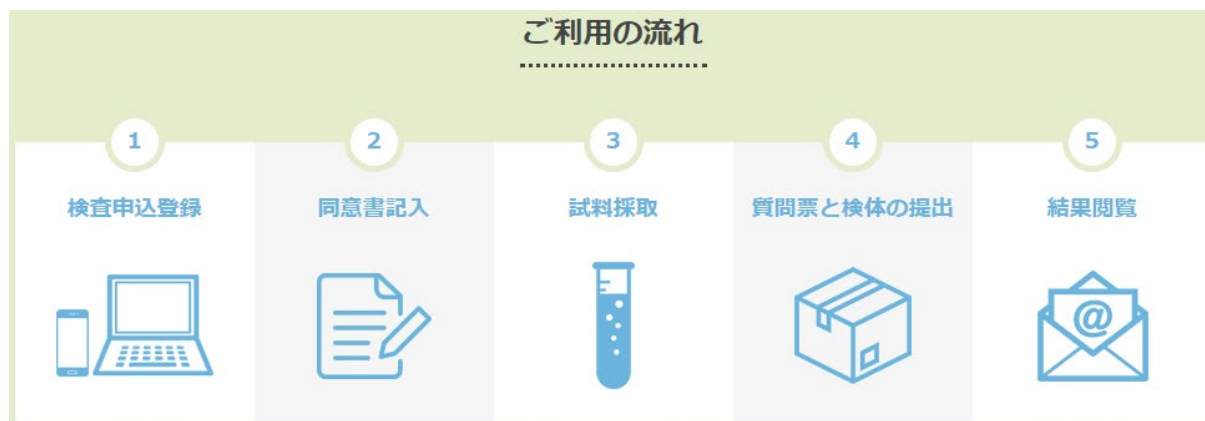 ご利用の流れ
1
検査申込登録
2
同意書記入
3
試料採取
4
質問票と検体の提出
5
結果閲覧
@